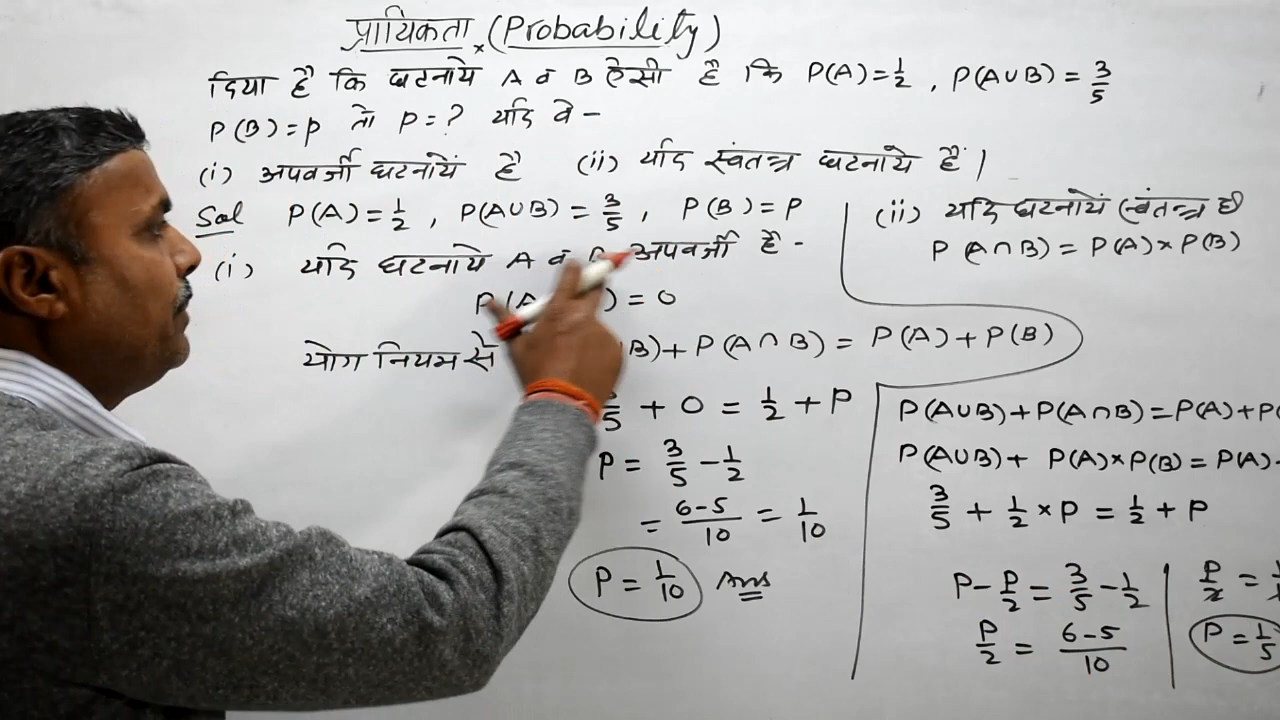 प्रायिकता (Probability)
दिया है कि घटनाये A व B ऐसी है कि P(A)=1/2, P(A∪B) = 3/5
P(B)=p तो p=? यदि वे –
(i) अपवर्जी घटनायें है (ii) यदि स्वंतन्त्र घटनाये हैं।
Sol P(A)=1/2, P(A∪B)=3/5, P(B)=P
(i) यदि घटनाये A व अपवर्जी है -
P(A ) = 0
योग नियम से B)+P(A∩B) = P(A)+P(B)
5 + 0 = 1/2 + P
P = 3/5 - 1/2
= 6-5/10 = 1/10
P = 1/10 Ans
(ii) यदि घटनायें स्वंतन्त्र है
P(A∩B) = P(A)×P(B)
P(A∪B)+P(A∩B)=P(A)+P(
P(A∪B)+ P(A)×P(B)=P(A)
3/5 + 1/2 × P = 1/2 + P
P - P/2 = 3/5 - 1/2
P/2 = 6-5/10
P/2 =
P = 1/5